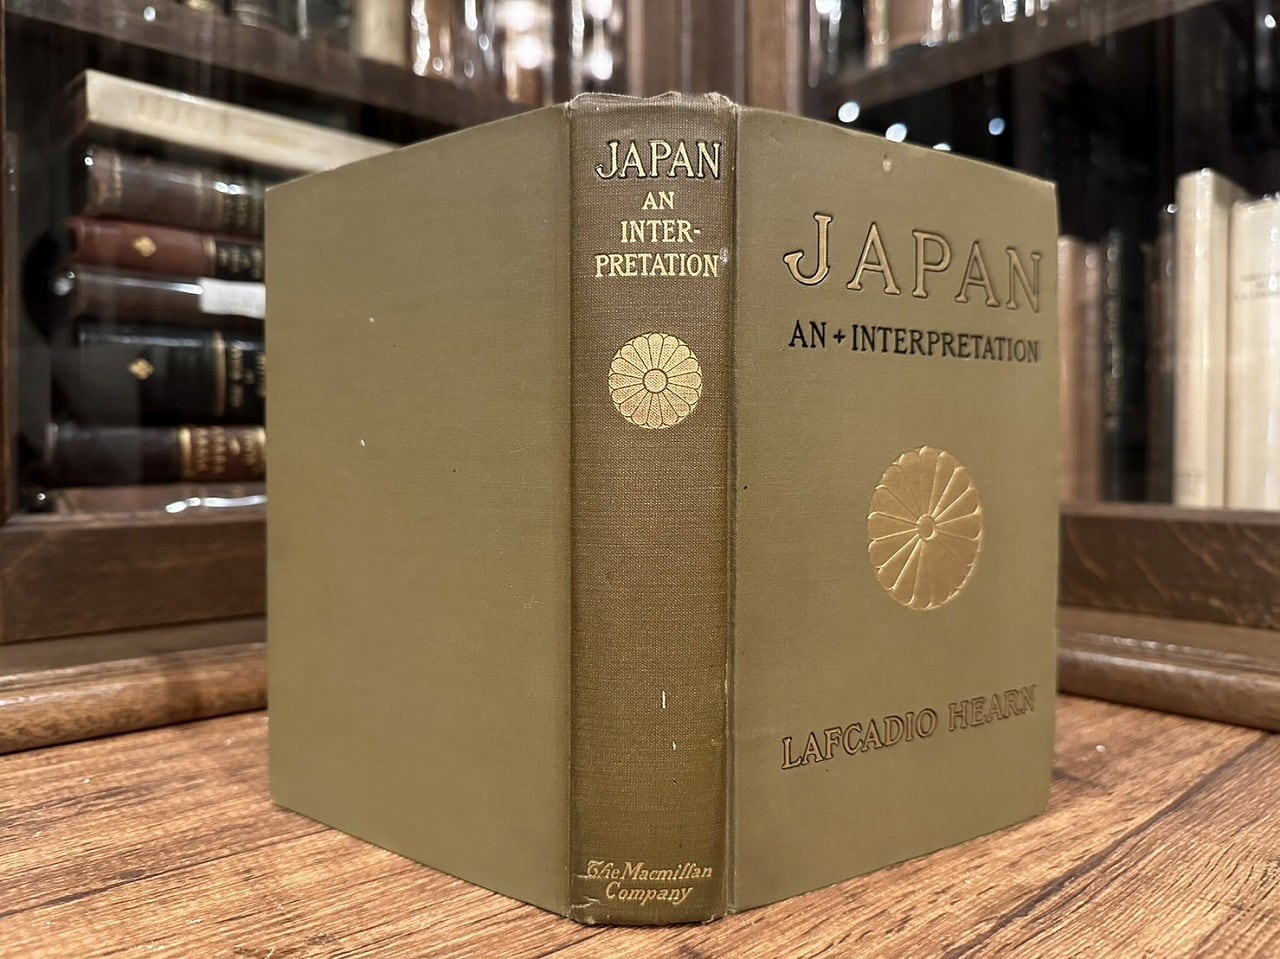 JAPAN
AN
INTER-
PRETATION
The Macmillan
Company
JAPAN
AN + INTERPRETATION
LAFCADIO HEARN